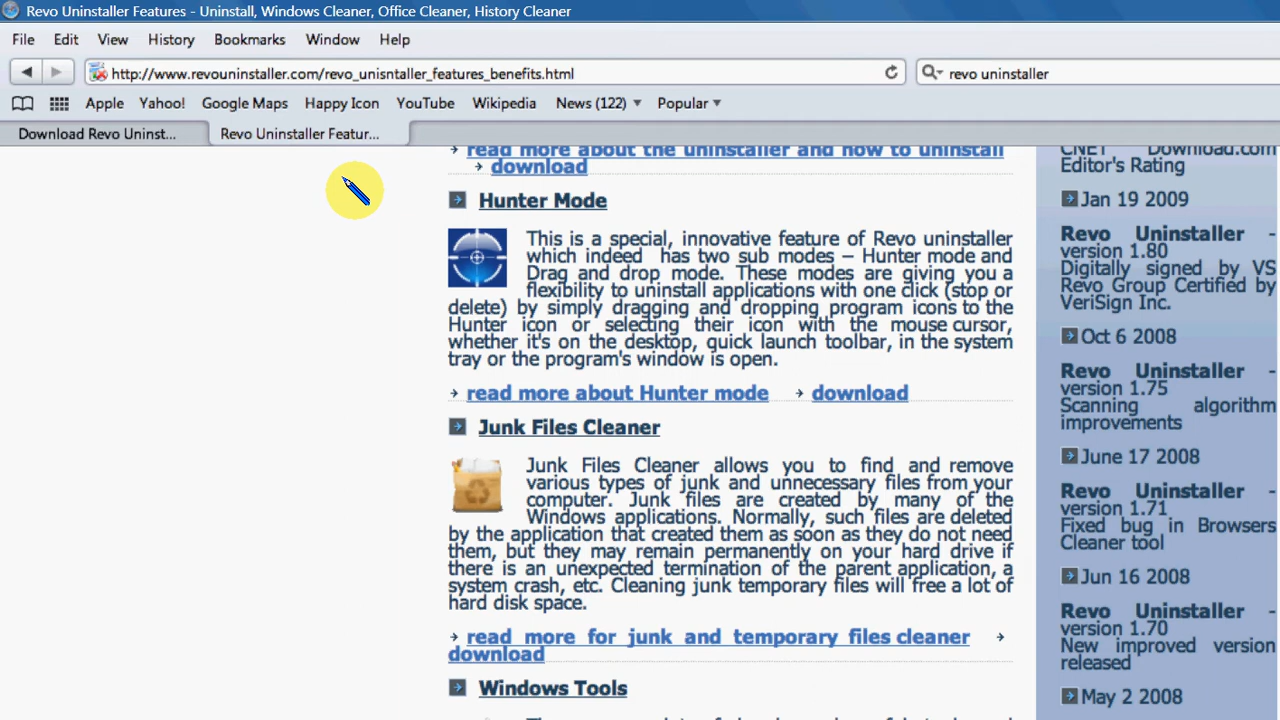 Revo Uninstaller Features - Uninstall, Windows Cleaner, Office Cleaner, History Cleaner
File Edit View History Bookmarks Window Help
http://www.revouninstaller.com/revo_unisntaller_features_benefits.html
revo uninstaller
Apple Yahoo! Google Maps Happy Icon YouTube Wikipedia News (122) Popular
Download Revo Uninst... Revo Uninstaller Featur...
read more about the uninstaller and how to uninstall
download
Hunter Mode
This is a special, innovative feature of Revo uninstaller
which indeed has two sub modes – Hunter mode and
Drag and drop mode. These modes are giving you a
flexibility to uninstall applications with one click (stop or
delete) by simply dragging and dropping program icons to the
Hunter icon or selecting their icon with the mouse cursor,
whether it's on the desktop, quick launch toolbar, in the system
tray or the program's window is open.
read more about Hunter mode download
Junk Files Cleaner
Junk Files Cleaner allows you to find and remove
various types of junk and unnecessary files from your
computer. Junk files are created by many of the
Windows applications. Normally, such files are deleted
by the application that created them as soon as they do not need
them, but they may remain permanently on your hard drive if
there is an unexpected termination of the parent application, a
system crash, etc. Cleaning junk temporary files will free a lot of
hard disk space.
read more for junk and temporary files cleaner
download
Windows Tools
CNET Download.com
Editor's Rating
Jan 19 2009
Revo Uninstaller -
version 1.80
Digitally signed by VS
Revo Group Certified by
VeriSign Inc.
Oct 6 2008
Revo Uninstaller -
version 1.75
Scanning algorithm
improvements
June 17 2008
Revo Uninstaller -
version 1.71
Fixed bug in Browsers
Cleaner tool
Jun 16 2008
Revo Uninstaller -
version 1.70
New improved version
released
May 2 2008